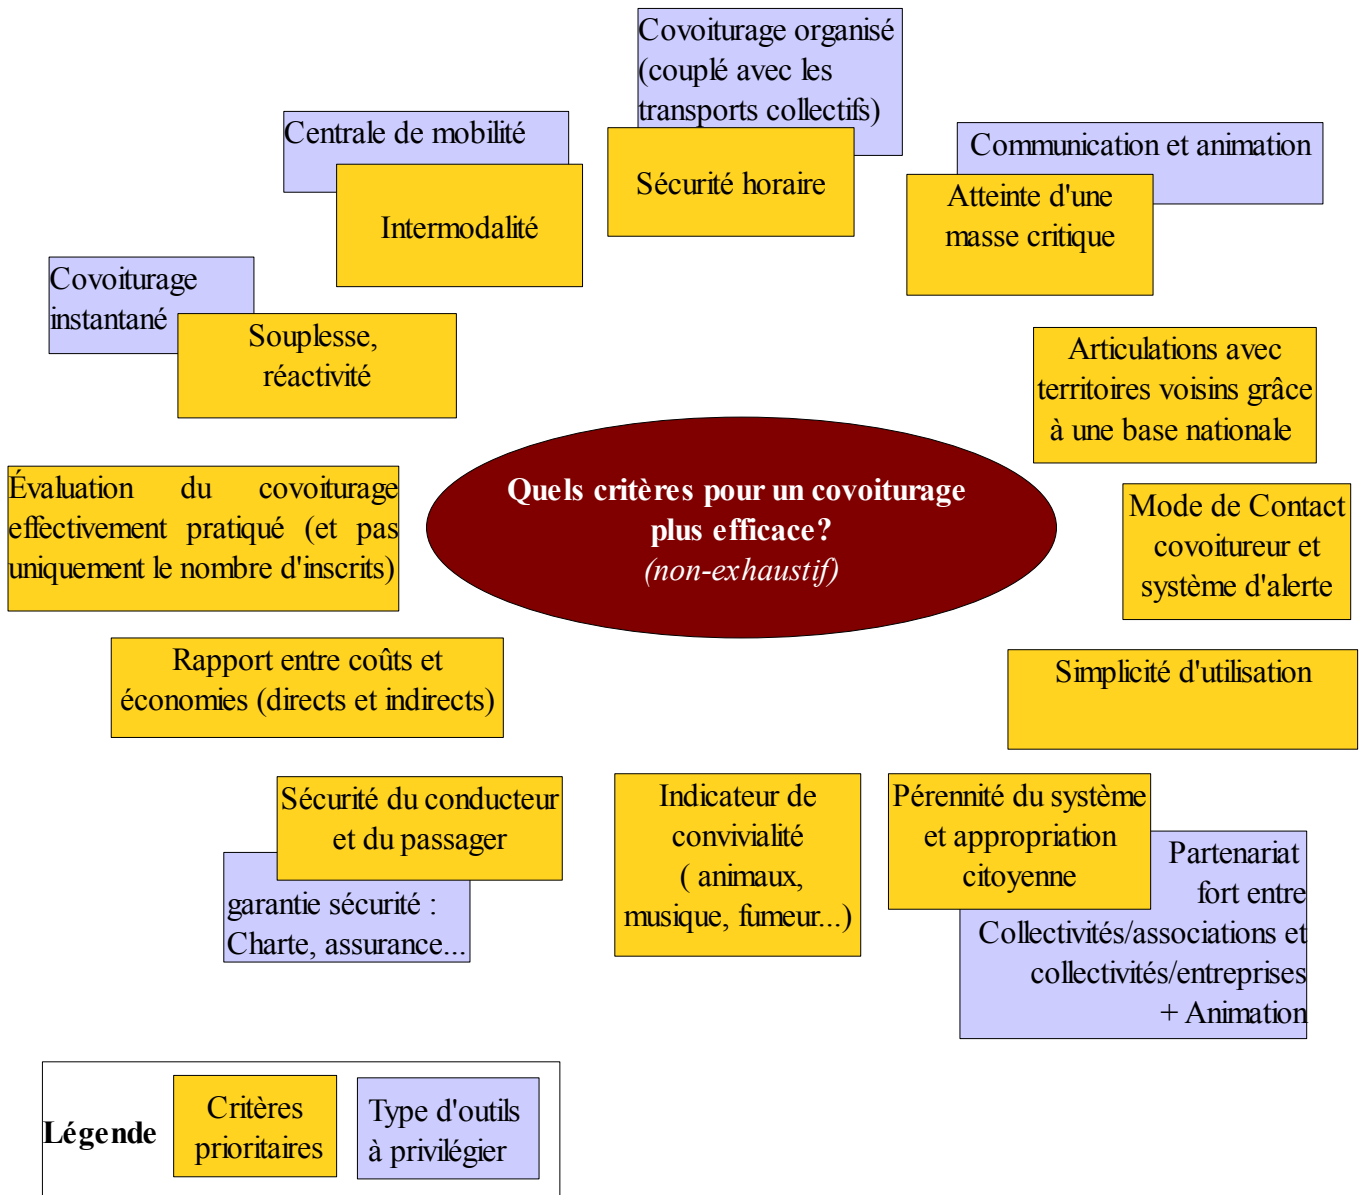 Covoiturage organisé
(couplé avec les
transports collectifs)
Sécurité horaire
Centrale de mobilité
Intermodalité
Communication et animation
Atteinte d'une
masse critique
Covoiturage
instantané
Souplesse,
réactivité
Articulations avec
territoires voisins grâce
à une base nationale
Évaluation du covoiturage
effectivement pratiqué (et pas
uniquement le nombre d'inscrits)
Quels critères pour un covoiturage
plus efficace?
(non-exhaustif)
Mode de Contact
covoitureur et
système d'alerte
Rapport entre coûts et
économies (directs et indirects)
Simplicité d'utilisation
Sécurité du conducteur
et du passager
garantie sécurité :
Charte, assurance...
Indicateur de
convivialité
( animaux,
musique, fumeur...)
Pérennité du système
et appropriation
citoyenne
Partenariat
fort entre
Collectivités/associations et
collectivités/entreprises
+ Animation
Légende
Critères
prioritaires
Type d'outils
à privilégier